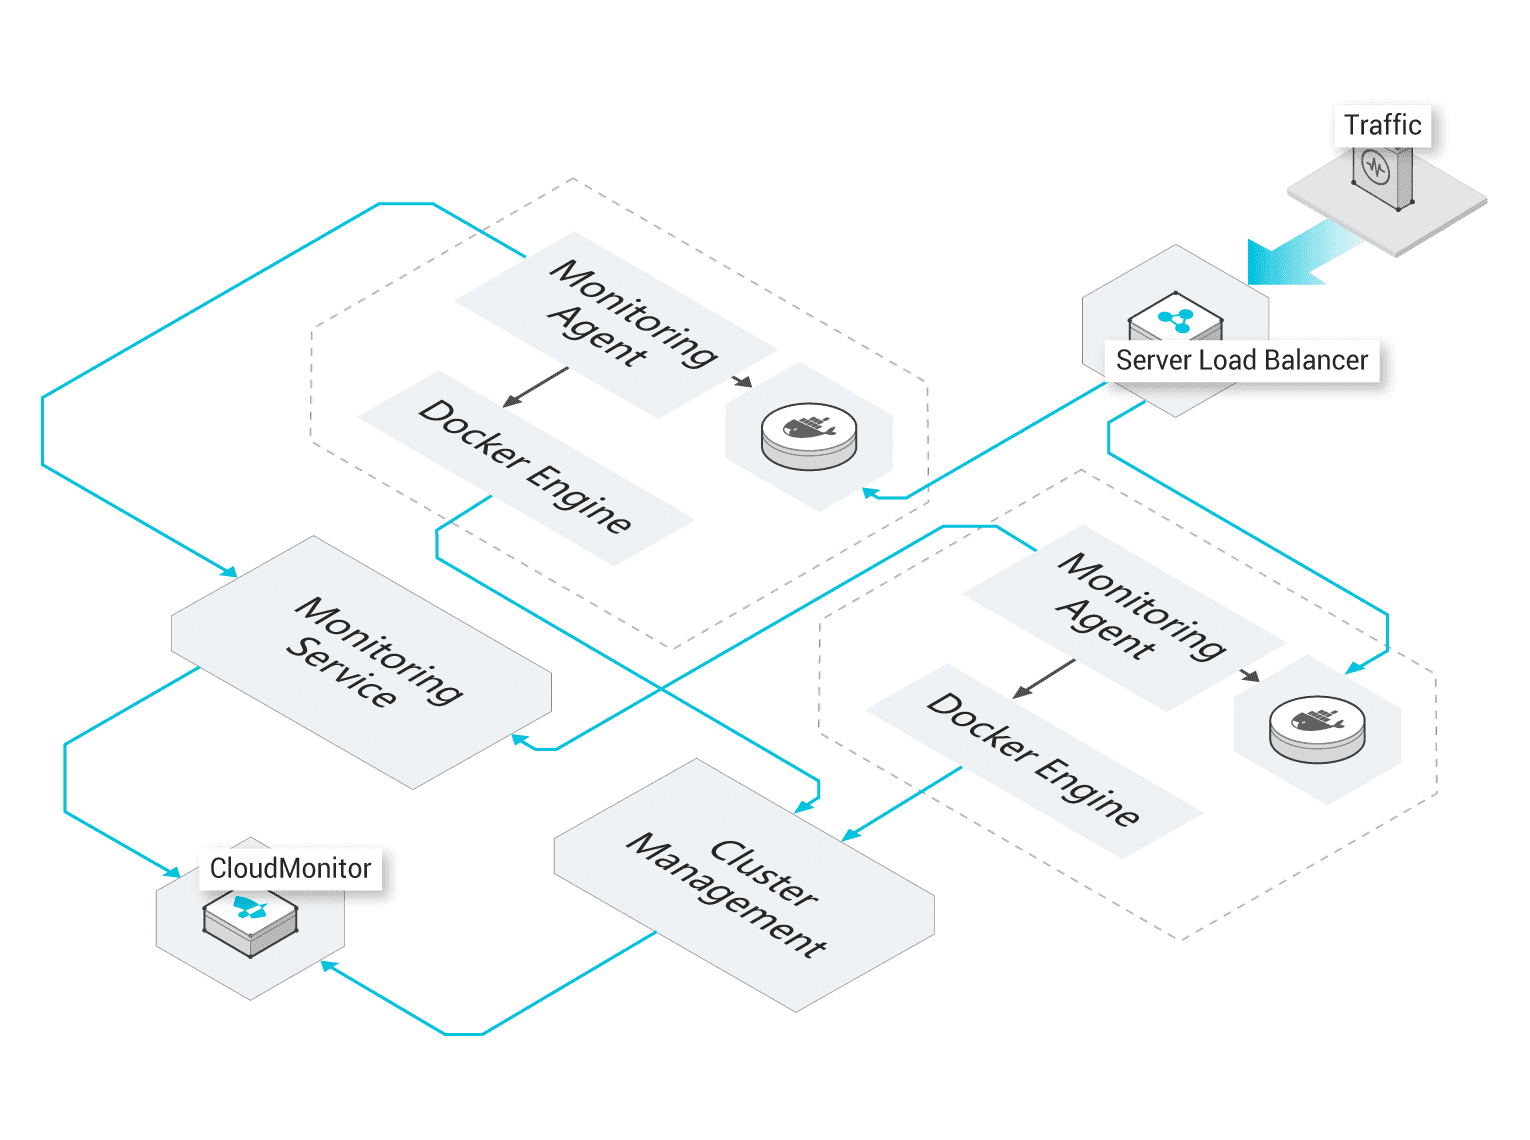 Traffic
Monitoring
Agent
Server Load Balancer
Docker Engine
Monitoring
Agent
Monitoring
Service
Docker Engine
Cluster
Management
CloudMonitor